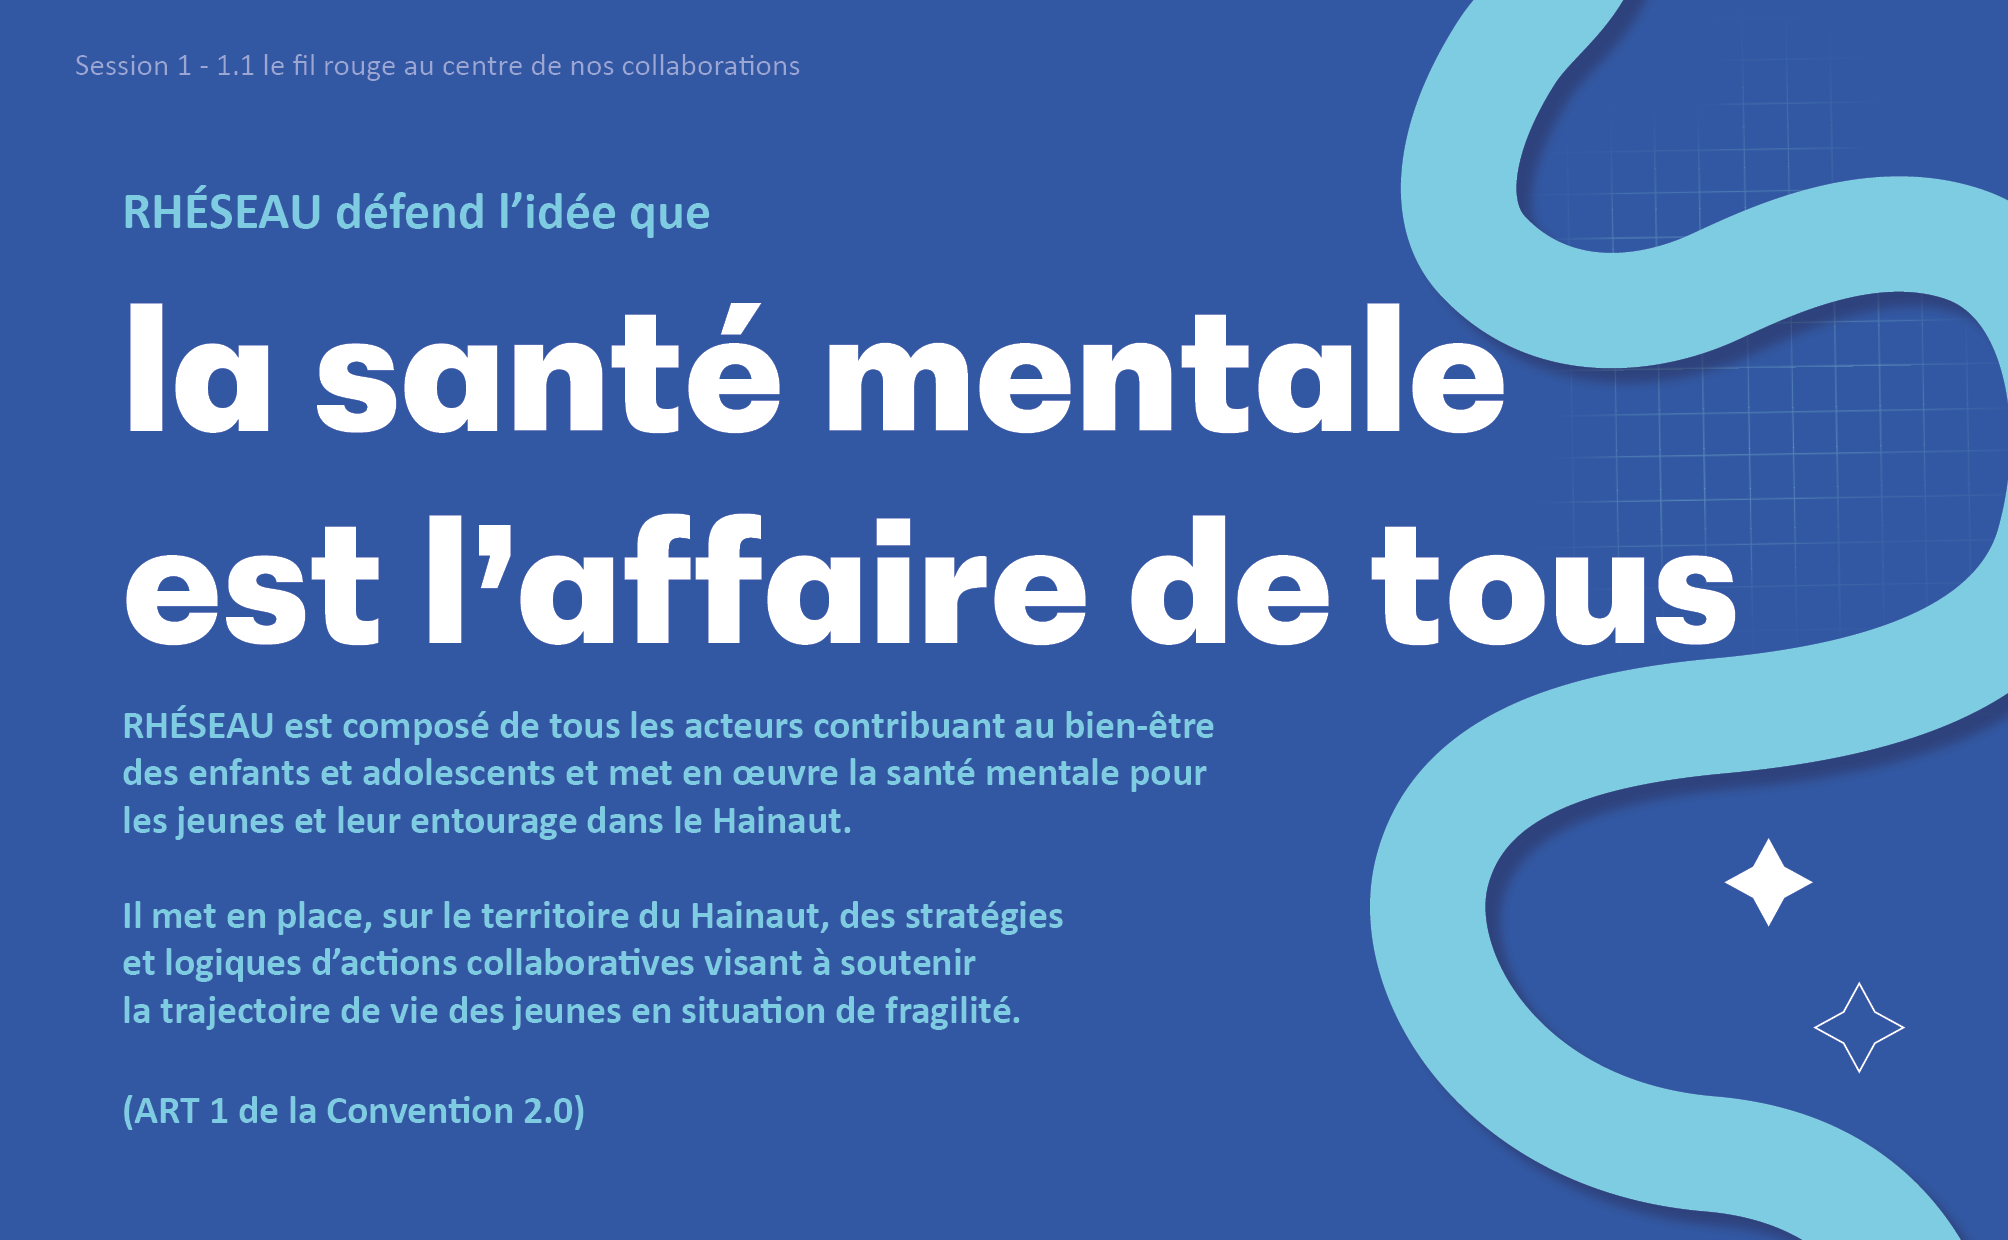 Session 1 - 1.1 le fil rouge au centre de nos collaborations
RHÉSEAU défend l’idée que
la santé mentale
est l’affaire de tous
RHÉSEAU est composé de tous les acteurs contribuant au bien-être
des enfants et adolescents et met en œuvre la santé mentale pour
les jeunes et leur entourage dans le Hainaut.
Il met en place, sur le territoire du Hainaut, des stratégies
et logiques d’actions collaboratives visant à soutenir
la trajectoire de vie des jeunes en situation de fragilité.
(ART 1 de la Convention 2.0)